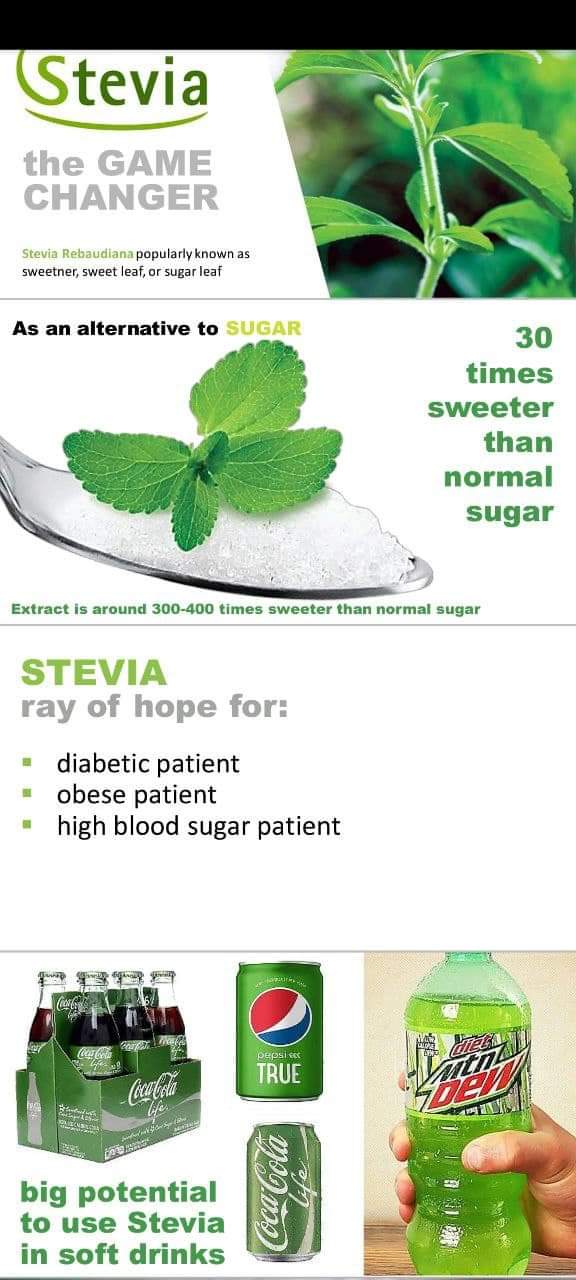 Stevia
the GAME
CHANGER
Stevia Rebaudiana popularly known as
sweetner, sweet leaf, or sugar leaf
As an alternative to SUGAR
30
times
sweeter
than
normal
sugar
Extract is around 300-400 times sweeter than normal sugar
STEVIA
ray of hope for:
▪ diabetic patient
▪ obese patient
▪ high blood sugar patient
Coca-Cola
life
pepsi
TRUE
diet
Mtn
DEW
Coca-Cola
life
big potential
to use Stevia
in soft drinks